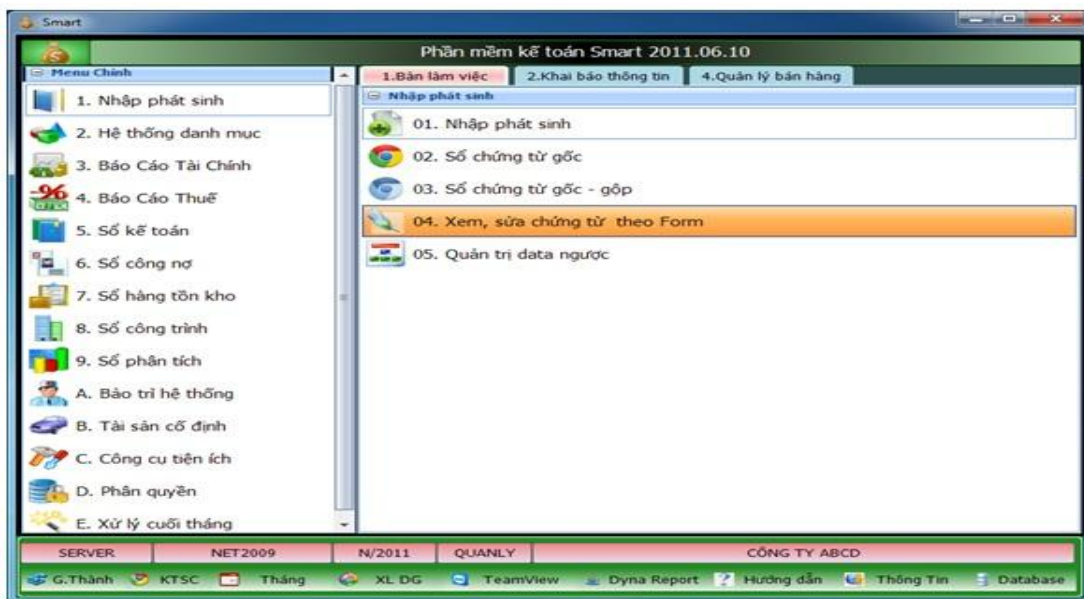 Smart
Phần mềm kế toán Smart 2011.06.10
Menu Chính
1. Nhập phát sinh
2. Hệ thống danh mục
3. Báo Cáo Tài Chính
4. Báo Cáo Thuế
5. Sổ kế toán
6. Sổ công nợ
7. Sổ hàng tồn kho
8. Sổ công trình
9. Sổ phân tích
A. Bảo trì hệ thống
B. Tài sản cố định
C. Công cụ tiện ích
D. Phân quyền
E. Xử lý cuối tháng
1.Bàn làm việc 2.Khai báo thông tin 4.Quản lý bán hàng
Nhập phát sinh
01. Nhập phát sinh
02. Sổ chứng từ gốc
03. Sổ chứng từ gốc - gộp
04. Xem, sửa chứng từ theo Form
05. Quản trị data ngược
SERVER NET2009 N/2011 QUANLY CÔNG TY ABCD
G.Thành KTSC Tháng XL DG TeamView Dyna Report Hướng dẫn Thông Tin Database